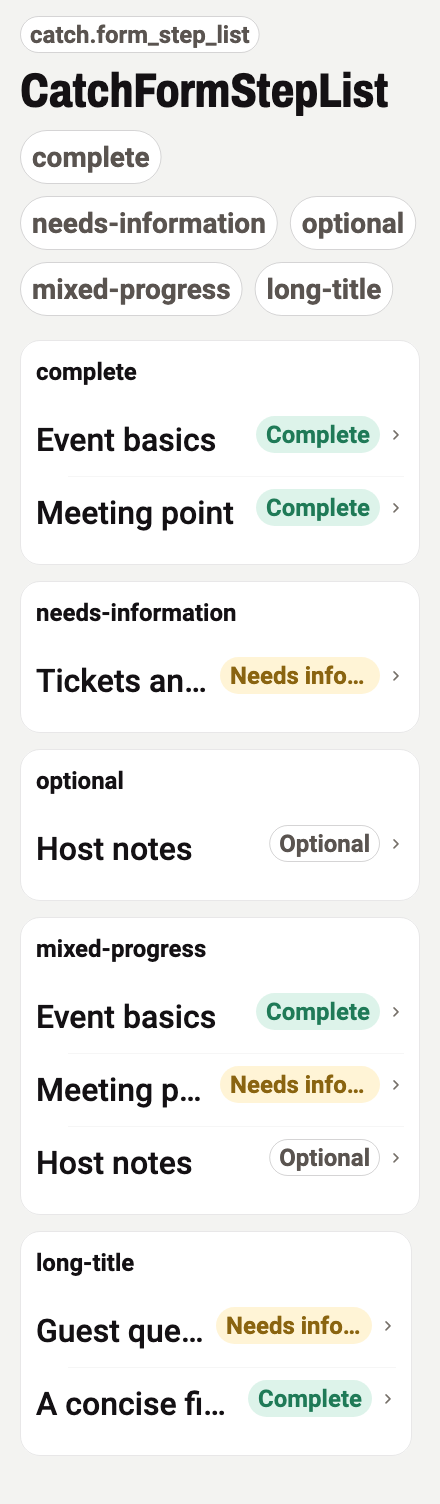 catch.form_step_list
CatchFormStepList
complete
needs-information optional
mixed-progress long-title
complete
Event basics Complete
Meeting point Complete
needs-information
Tickets an... Needs info...
optional
Host notes Optional
mixed-progress
Event basics Complete
Meeting p... Needs info...
Host notes Optional
long-title
Guest que... Needs info...
A concise fi... Complete